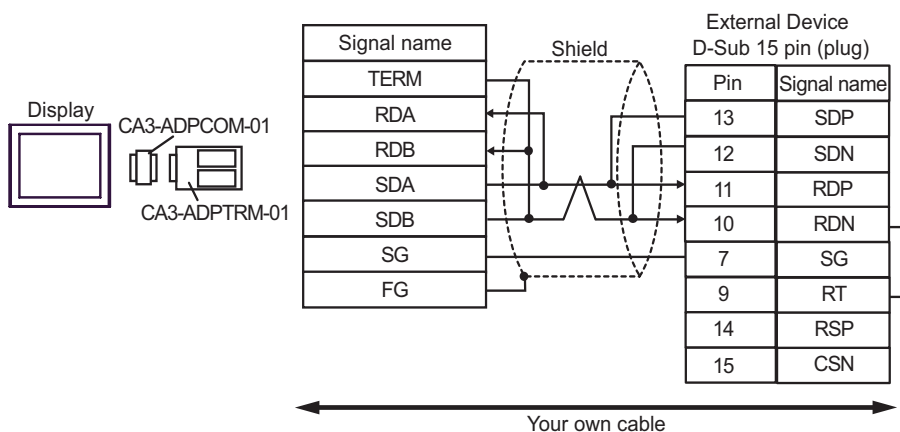 External Device
D-Sub 15 pin (plug)
Display
CA3-ADPCOM-01
CA3-ADPTRM-01
Signal name
TERM
RDA
RDB
SDA
SDB
SG
FG
Shield
Pin Signal name
13 SDP
12 SDN
11 RDP
10 RDN
7 SG
9 RT
14 RSP
15 CSN
Your own cable